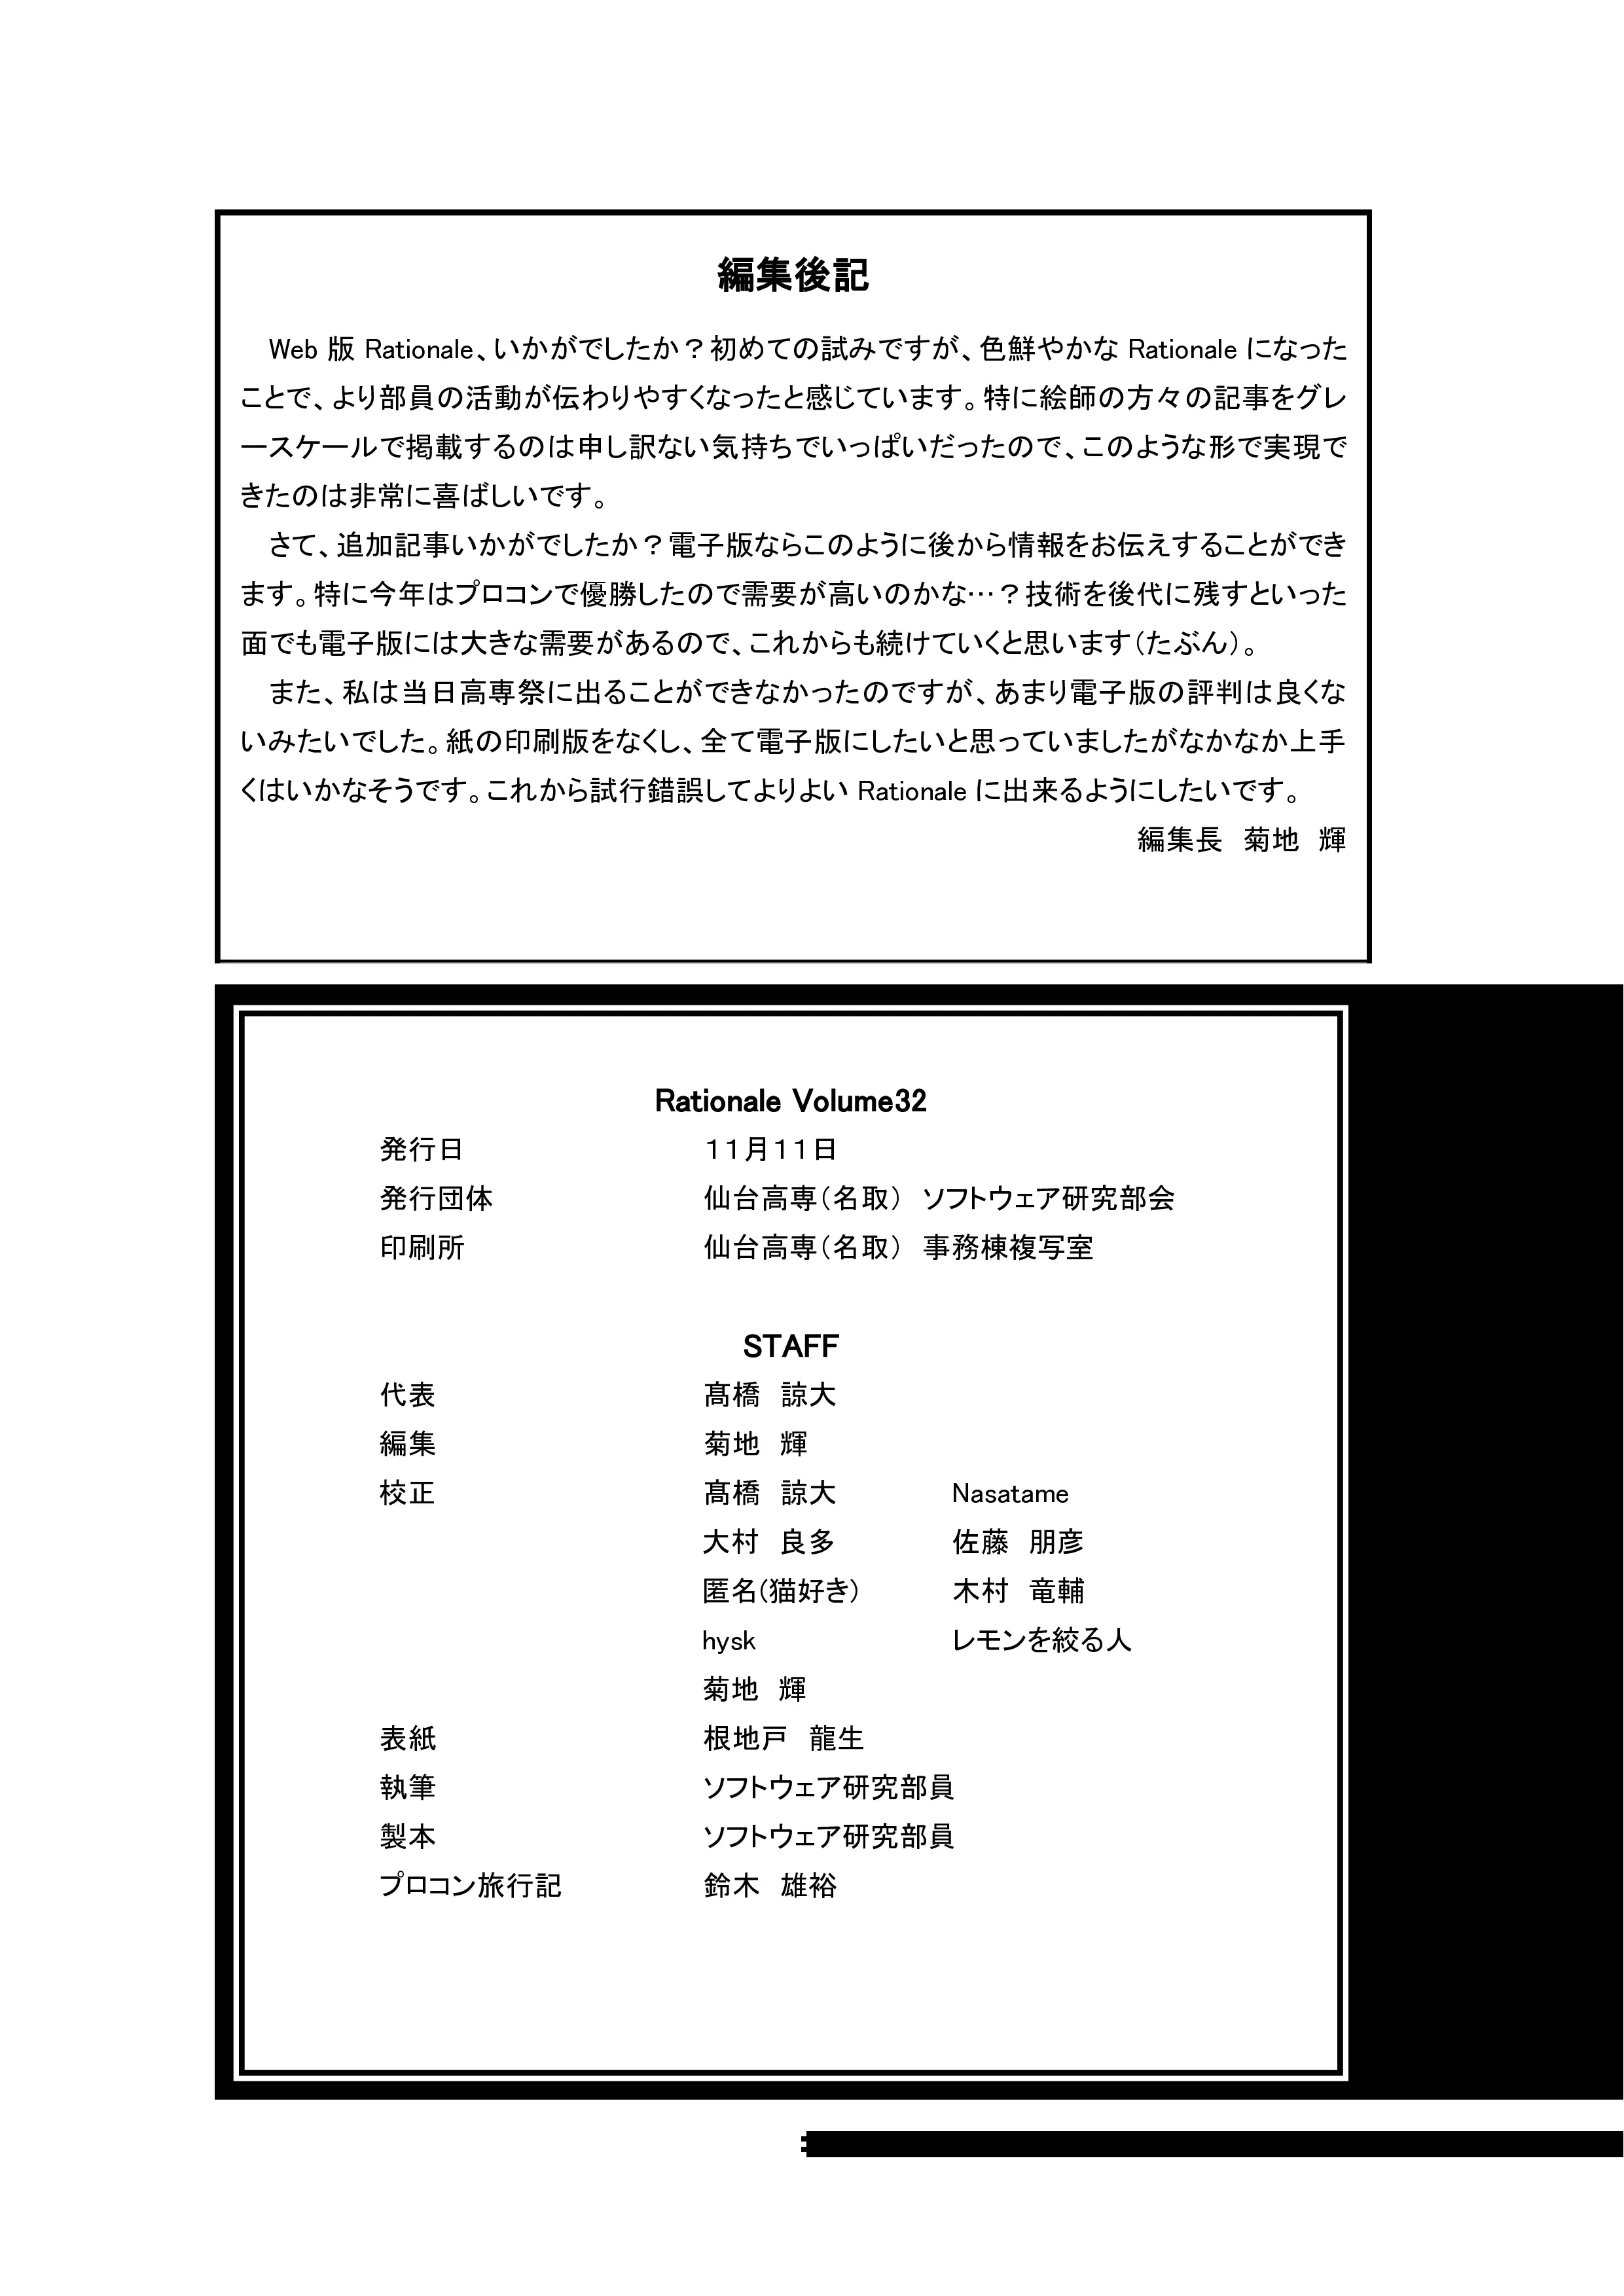 編集後記
Web 版 Rationale、いかがでしたか？初めての試みですが、色鮮やかな Rationale になった
ことで、より部員の活動が伝わりやすくなったと感じています。特に絵師の方々の記事をグレ
ースケールで掲載するのは申し訳ない気持ちでいっぱいだったので、このような形で実現で
きたのは非常に喜ばしいです。
さて、追加記事いかがでしたか？電子版ならこのように後から情報をお伝えすることができ
ます。特に今年はプロコンで優勝したので需要が高いのかな…？技術を後代に残すといった
面でも電子版には大きな需要があるので、これからも続けていくと思います（たぶん）。
また、私は当日高専祭に出ることができなかったのですが、あまり電子版の評判は良くな
いみたいでした。紙の印刷版をなくし、全て電子版にしたいと思っていましたがなかなか上手
くはいかなそうです。これから試行錯誤してよりよい Rationale に出来るようにしたいです。
編集長　菊地　輝
Rationale Volume32
発行日　１１月１１日
発行団体　仙台高専（名取）　ソフトウェア研究部会
印刷所　仙台高専（名取）　事務棟複写室
STAFF
代表　髙橋　諒大
編集　菊地　輝
校正　髙橋　諒大　Nasatame
大村　良多　佐藤　朋彦
匿名(猫好き)　木村　竜輔
hysk　レモンを絞る人
菊地　輝
表紙　根地戸　龍生
執筆　ソフトウェア研究部員
製本　ソフトウェア研究部員
プロコン旅行記　鈴木　雄裕